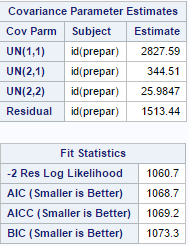 Covariance Parameter Estimates
Cov Parm Subject Estimate
UN(1,1) id(prepar) 2827.59
UN(2,1) id(prepar) 344.51
UN(2,2) id(prepar) 25.9847
Residual 1513.44
Fit Statistics
-2 Res Log Likelihood 1060.7
AIC (Smaller is Better) 1068.7
AICC (Smaller is Better) 1069.2
BIC (Smaller is Better) 1073.3